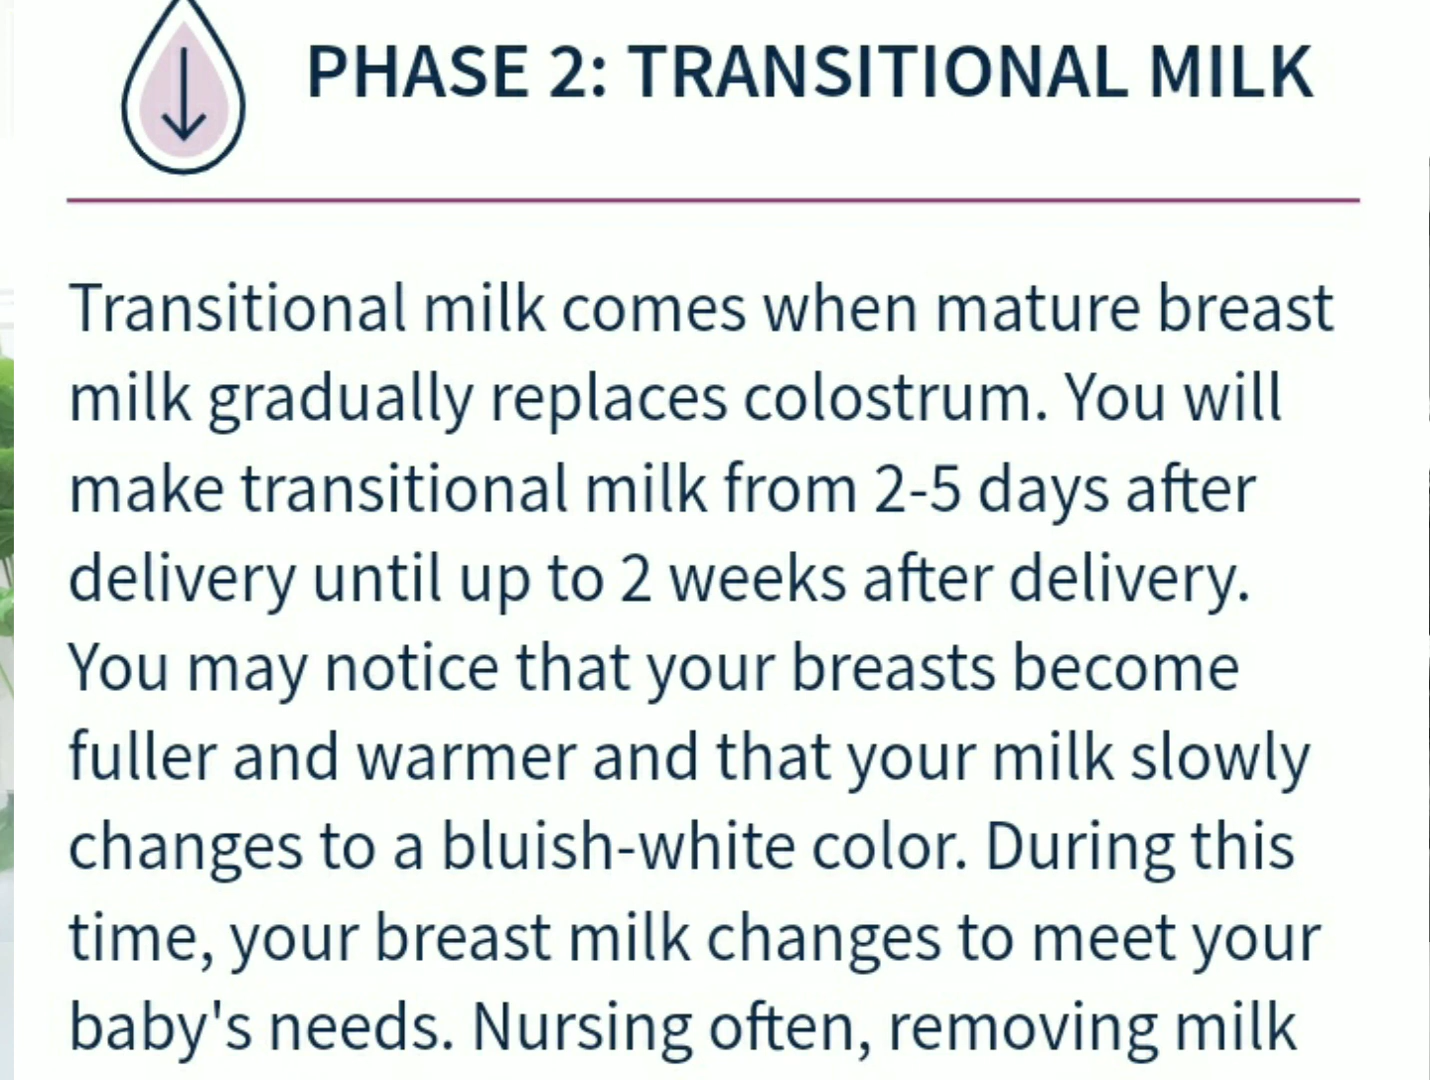 PHASE 2: TRANSITIONAL MILK
Transitional milk comes when mature breast
milk gradually replaces colostrum. You will
make transitional milk from 2-5 days after
delivery until up to 2 weeks after delivery.
You may notice that your breasts become
fuller and warmer and that your milk slowly
changes to a bluish-white color. During this
time, your breast milk changes to meet your
baby's needs. Nursing often, removing milk